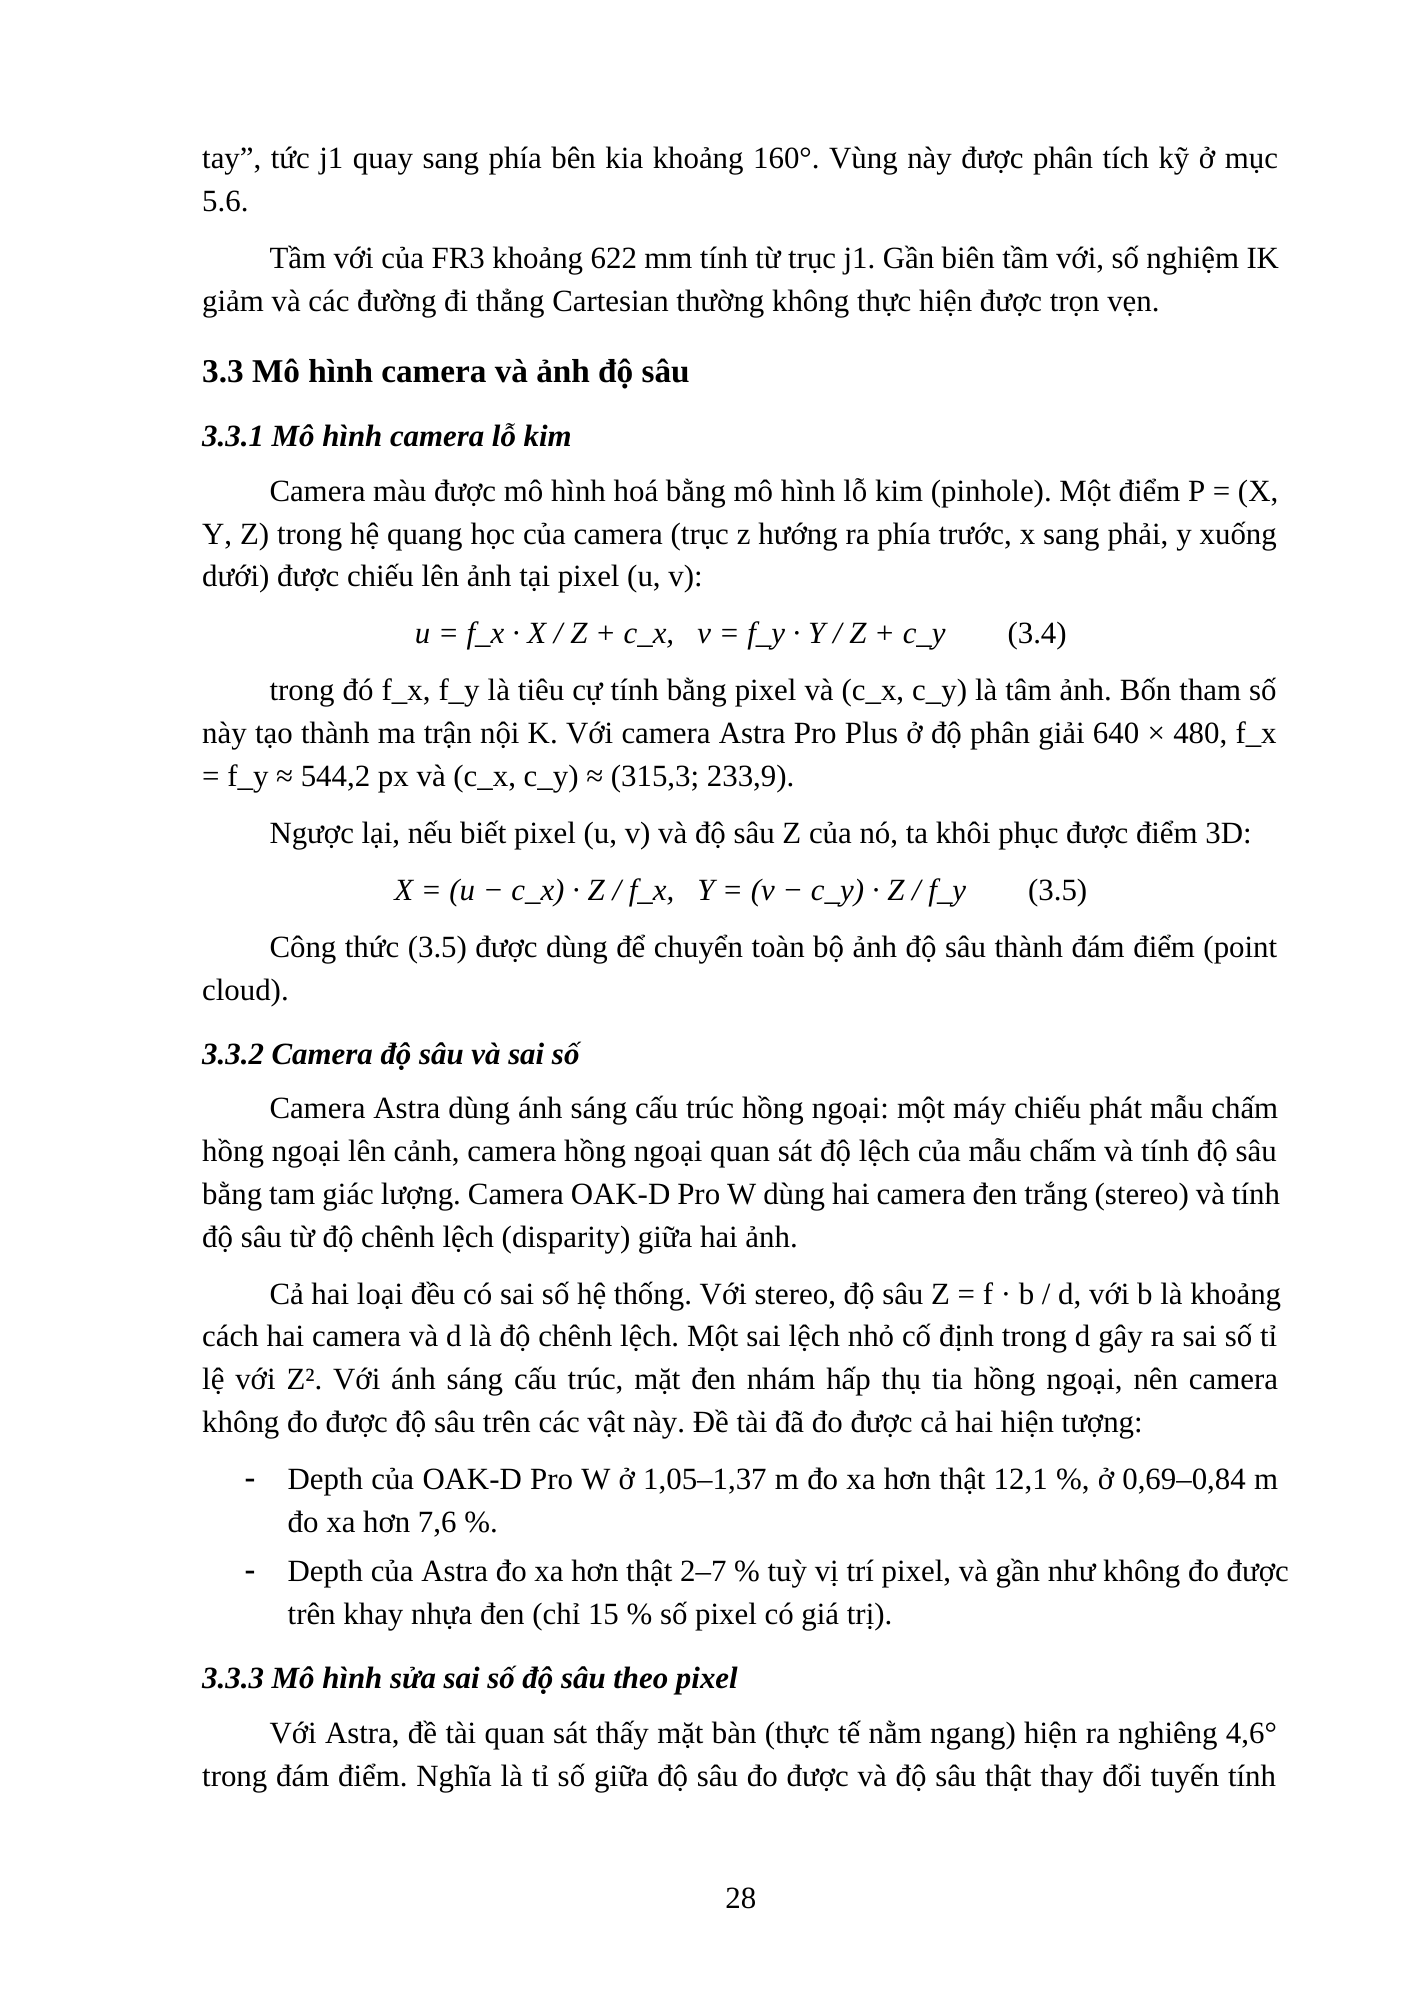 tay”, tức j1 quay sang phía bên kia khoảng 160°. Vùng này được phân tích kỹ ở mục
5.6.
Tầm với của FR3 khoảng 622 mm tính từ trục j1. Gần biên tầm với, số nghiệm IK
giảm và các đường đi thẳng Cartesian thường không thực hiện được trọn vẹn.
3.3 Mô hình camera và ảnh độ sâu
3.3.1 Mô hình camera lỗ kim
Camera màu được mô hình hoá bằng mô hình lỗ kim (pinhole). Một điểm P = (X,
Y, Z) trong hệ quang học của camera (trục z hướng ra phía trước, x sang phải, y xuống
dưới) được chiếu lên ảnh tại pixel (u, v):
u = f_x · X / Z + c_x,   v = f_y · Y / Z + c_y        (3.4)
trong đó f_x, f_y là tiêu cự tính bằng pixel và (c_x, c_y) là tâm ảnh. Bốn tham số
này tạo thành ma trận nội K. Với camera Astra Pro Plus ở độ phân giải 640 × 480, f_x
= f_y ≈ 544,2 px và (c_x, c_y) ≈ (315,3; 233,9).
Ngược lại, nếu biết pixel (u, v) và độ sâu Z của nó, ta khôi phục được điểm 3D:
X = (u − c_x) · Z / f_x,   Y = (v − c_y) · Z / f_y        (3.5)
Công thức (3.5) được dùng để chuyển toàn bộ ảnh độ sâu thành đám điểm (point
cloud).
3.3.2 Camera độ sâu và sai số
Camera Astra dùng ánh sáng cấu trúc hồng ngoại: một máy chiếu phát mẫu chấm
hồng ngoại lên cảnh, camera hồng ngoại quan sát độ lệch của mẫu chấm và tính độ sâu
bằng tam giác lượng. Camera OAK-D Pro W dùng hai camera đen trắng (stereo) và tính
độ sâu từ độ chênh lệch (disparity) giữa hai ảnh.
Cả hai loại đều có sai số hệ thống. Với stereo, độ sâu Z = f · b / d, với b là khoảng
cách hai camera và d là độ chênh lệch. Một sai lệch nhỏ cố định trong d gây ra sai số tỉ
lệ với Z². Với ánh sáng cấu trúc, mặt đen nhám hấp thụ tia hồng ngoại, nên camera
không đo được độ sâu trên các vật này. Đề tài đã đo được cả hai hiện tượng:
- Depth của OAK-D Pro W ở 1,05–1,37 m đo xa hơn thật 12,1 %, ở 0,69–0,84 m
đo xa hơn 7,6 %.
- Depth của Astra đo xa hơn thật 2–7 % tuỳ vị trí pixel, và gần như không đo được
trên khay nhựa đen (chỉ 15 % số pixel có giá trị).
3.3.3 Mô hình sửa sai số độ sâu theo pixel
Với Astra, đề tài quan sát thấy mặt bàn (thực tế nằm ngang) hiện ra nghiêng 4,6°
trong đám điểm. Nghĩa là tỉ số giữa độ sâu đo được và độ sâu thật thay đổi tuyến tính
28